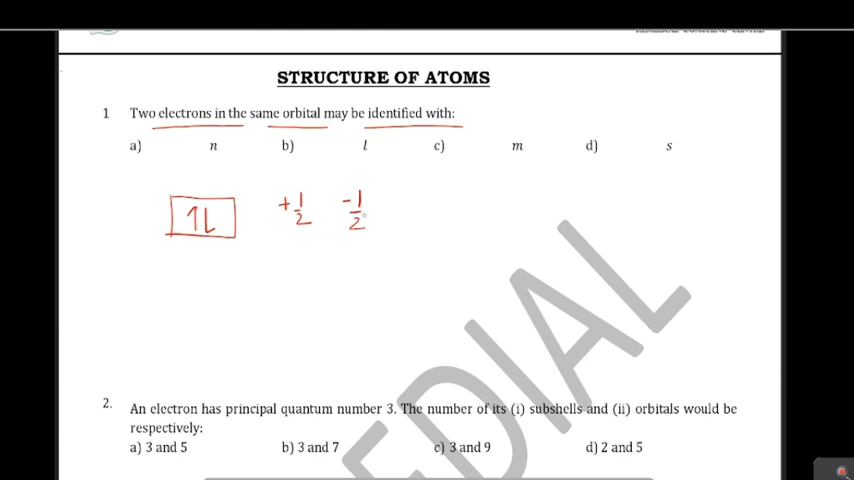 STRUCTURE OF ATOMS
1 Two electrons in the same orbital may be identified with:
a) n b) l c) m d) s
1L +1/2 -1/2
2. An electron has principal quantum number 3. The number of its (i) subshells and (ii) orbitals would be
respectively:
a) 3 and 5 b) 3 and 7 c) 3 and 9 d) 2 and 5
EDIAL